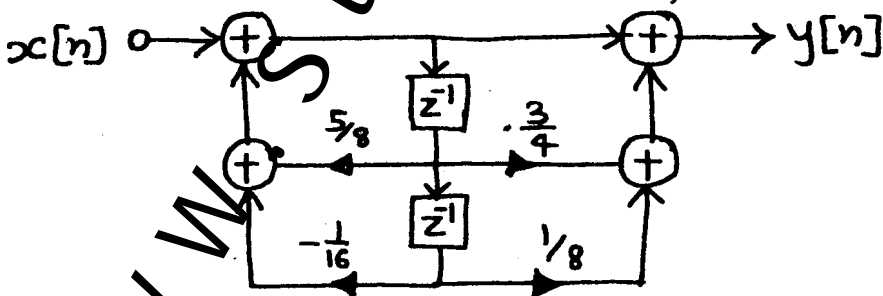 x[n] + + y[n]
z⁻¹
5/8 3/4
+ +
z⁻¹
-1/16 1/8